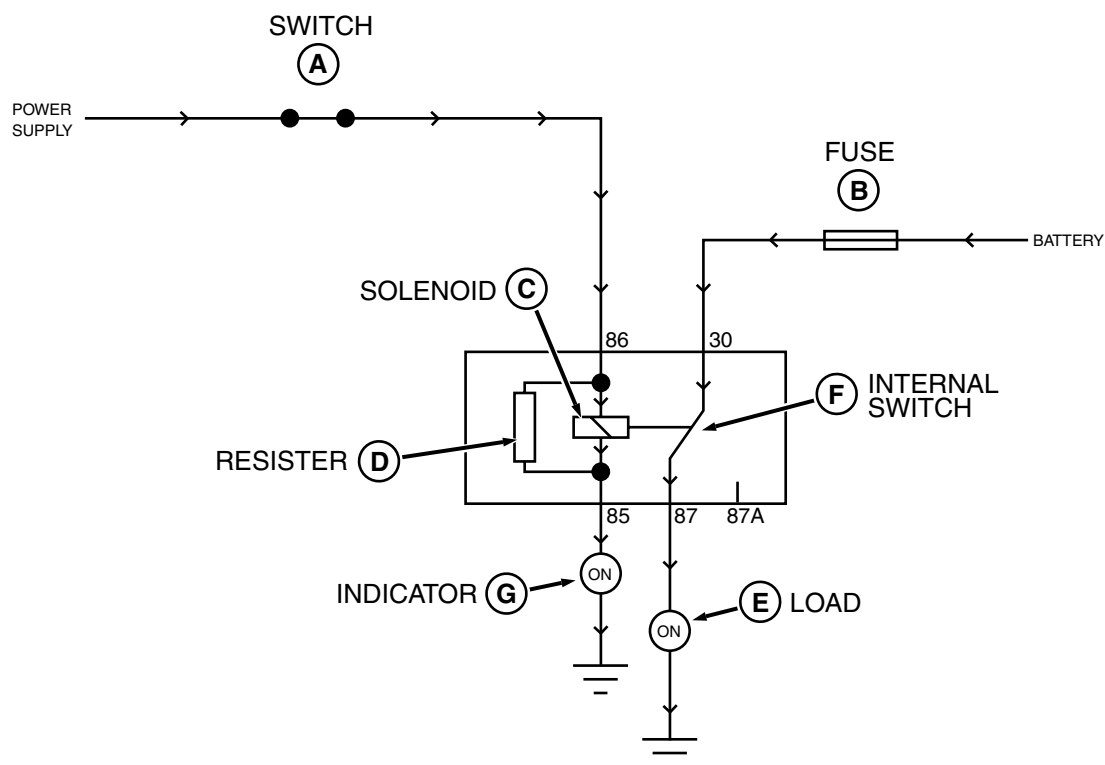 SWITCH
A
POWER
SUPPLY
FUSE
B
BATTERY
SOLENOID C
86
30
F INTERNAL
SWITCH
RESISTER D
85
87
87A
INDICATOR G
ON
E LOAD
ON